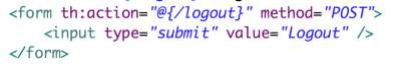 <form th:action="@{/logout}" method="POST">
<input type="submit" value="Logout" />
</form>